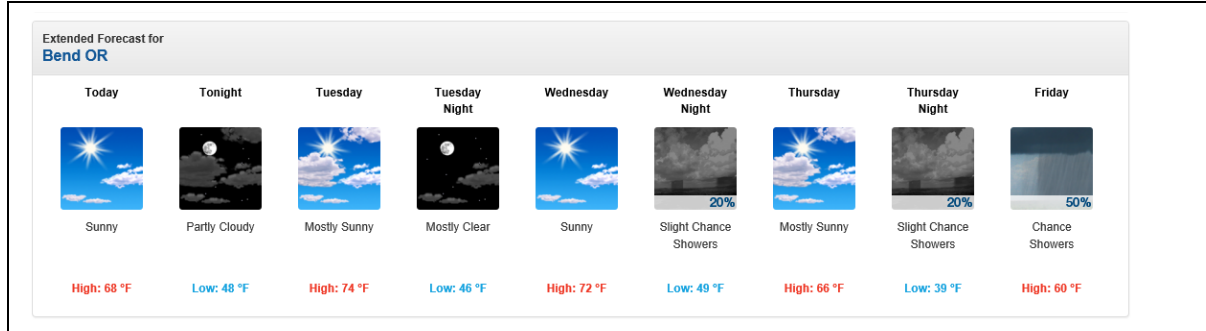 Extended Forecast for
Bend OR
Today
Tonight
Tuesday
Tuesday
Night
Wednesday
Wednesday
Night
Thursday
Thursday
Night
Friday
20%
20%
50%
Sunny
Partly Cloudy
Mostly Sunny
Mostly Clear
Sunny
Slight Chance
Showers
Mostly Sunny
Slight Chance
Showers
Chance
Showers
High: 68 °F
Low: 48 °F
High: 74 °F
Low: 46 °F
High: 72 °F
Low: 49 °F
High: 66 °F
Low: 39 °F
High: 60 °F